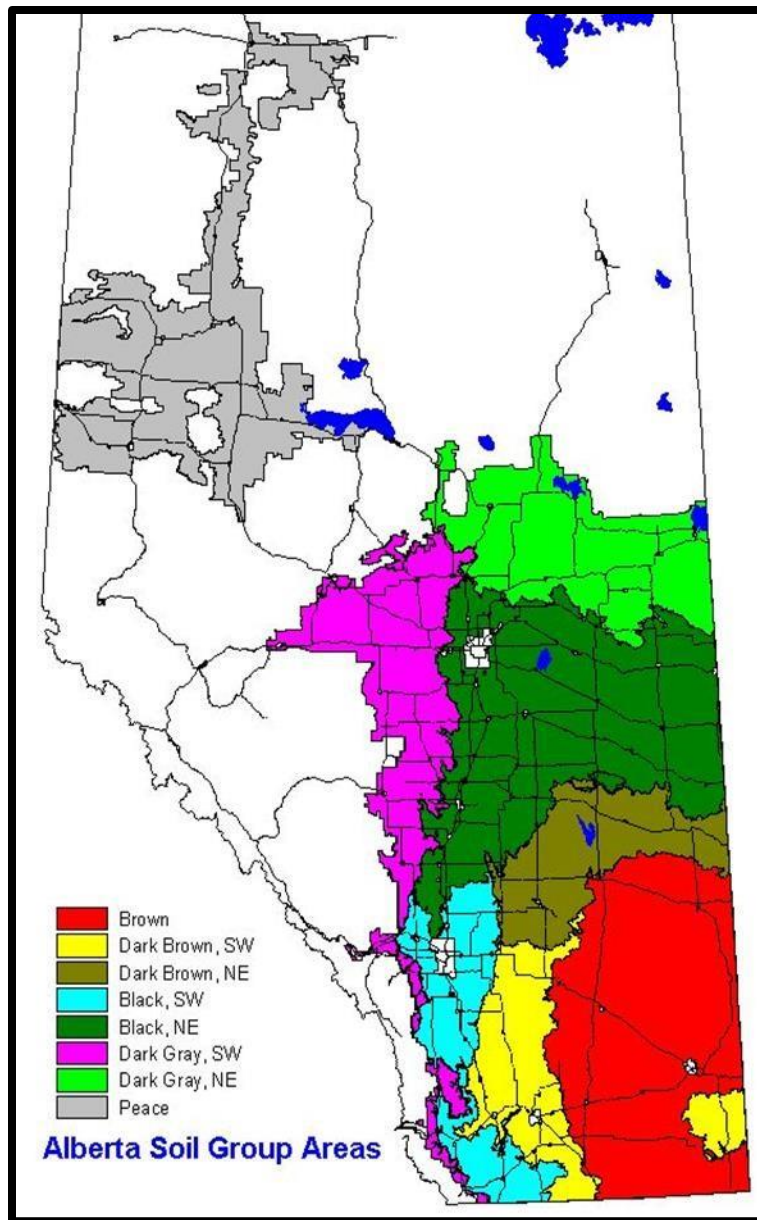 Brown
Dark Brown, SW
Dark Brown, NE
Black, SW
Black, NE
Dark Gray, SW
Dark Gray, NE
Peace
Alberta Soil Group Areas